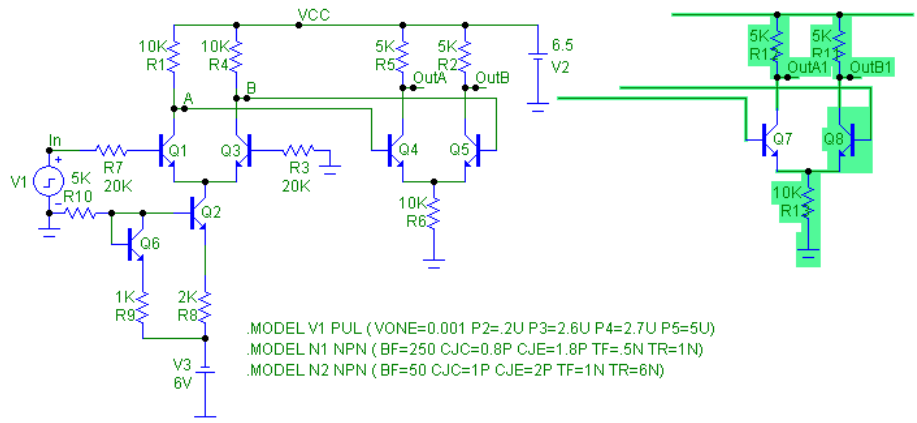 VCC
10K
R1
10K
R4
5K
R5
5K
R2
6.5
V2
OutA
OutB
A
B
In
Q1
Q3
R7
20K
R3
20K
Q4
Q5
V1
5K
R10
Q2
Q6
10K
R6
1K
R9
2K
R8
V3
6V
5K
5K
OutA1
OutB1
Q7
Q8
10K
.MODEL V1 PUL (VONE=0.001 P2=.2U P3=2.6U P4=2.7U P5=5U)
.MODEL N1 NPN ( BF=250 CJC=0.8P CJE=1.8P TF=.5N TR=1N)
.MODEL N2 NPN ( BF=50 CJC=1P CJE=2P TF=1N TR=6N)